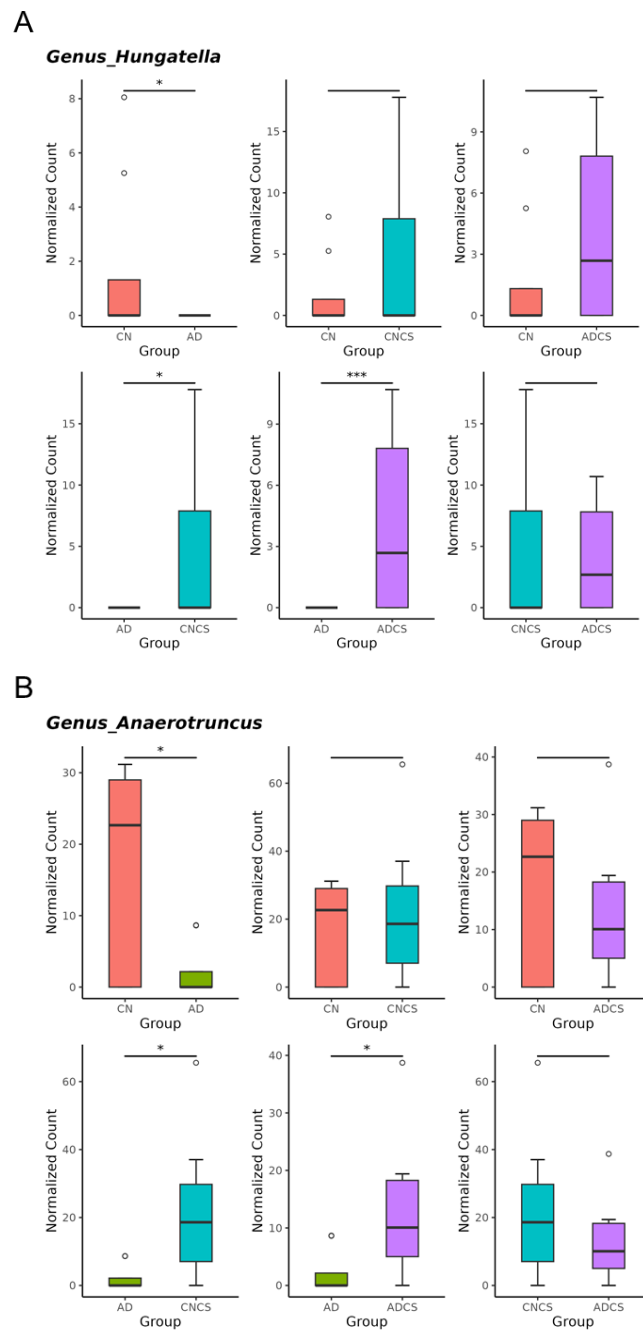 A
Genus_Hungatella
*
Normalized Count
8
6
4
2
0
CN AD
Group
Normalized Count
15
10
5
0
CN CNCS
Group
Normalized Count
9
6
3
0
CN ADCS
Group
*
Normalized Count
15
10
5
0
AD CNCS
Group
***
Normalized Count
9
6
3
0
AD ADCS
Group
Normalized Count
15
10
5
0
CNCS ADCS
Group
B
Genus_Anaerotruncus
*
Normalized Count
30
20
10
0
CN AD
Group
Normalized Count
60
40
20
0
CN CNCS
Group
Normalized Count
40
30
20
10
0
CN ADCS
Group
*
Normalized Count
60
40
20
0
AD CNCS
Group
*
Normalized Count
40
30
20
10
0
AD ADCS
Group
Normalized Count
60
40
20
0
CNCS ADCS
Group